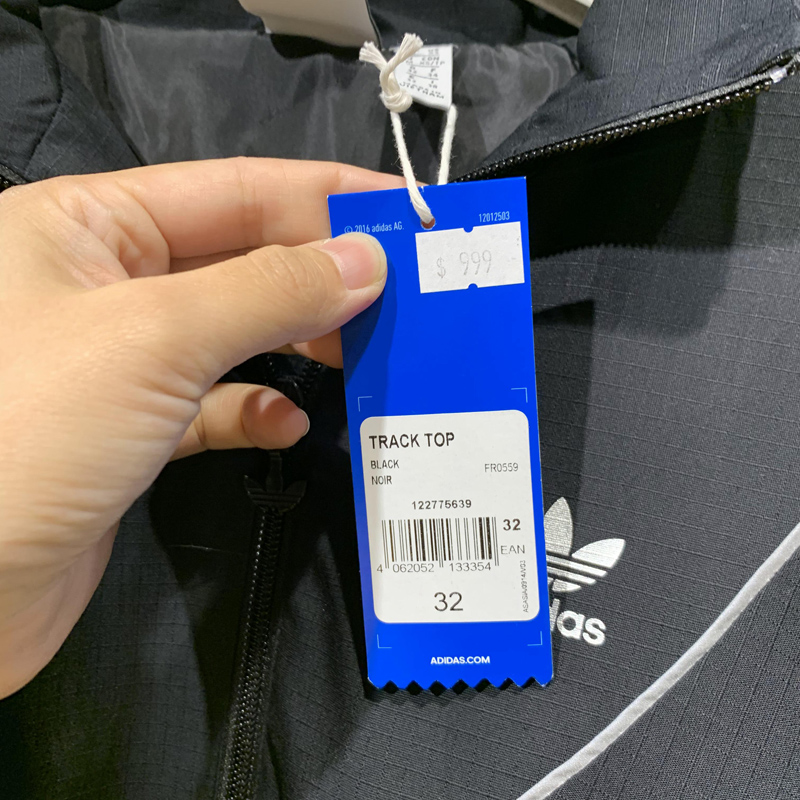 © 2016 adidas AG.
12012503
$ 999
TRACK TOP
BLACK
FR0559
NOIR
122775639
32
EAN
4 062052 133354
32
ADIDAS.COM
das